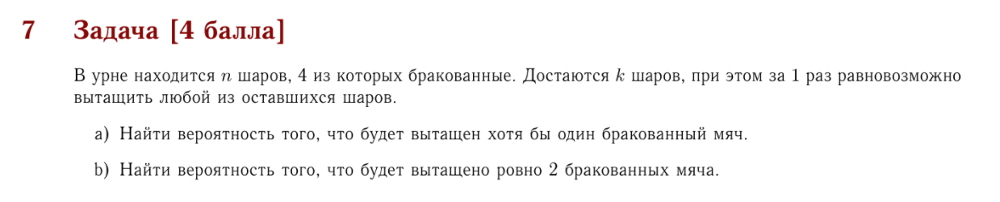 7 Задача [4 балла]
В урне находится n шаров, 4 из которых бракованные. Достаются k шаров, при этом за 1 раз равновозможно
вытащить любой из оставшихся шаров.
a) Найти вероятность того, что будет вытащен хотя бы один бракованный мяч.
b) Найти вероятность того, что будет вытащено ровно 2 бракованных мяча.